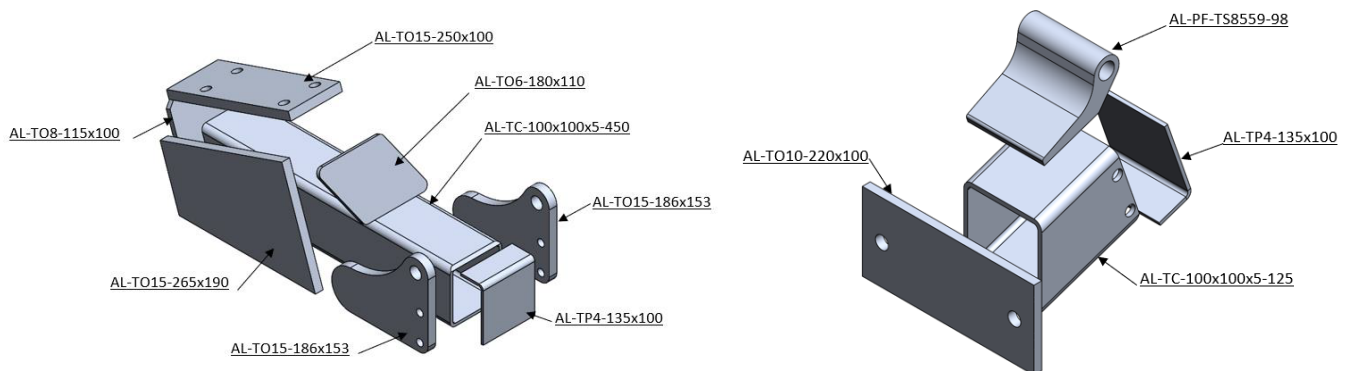 AL-TO15-250x100
AL-TO6-180x110
AL-TC-100x100x5-450
AL-TO8-115x100
AL-TO15-186x153
AL-TO15-265x190
AL-TP4-135x100
AL-TO15-186x153
AL-PF-TS8559-98
AL-TP4-135x100
AL-TO10-220x100
AL-TC-100x100x5-125